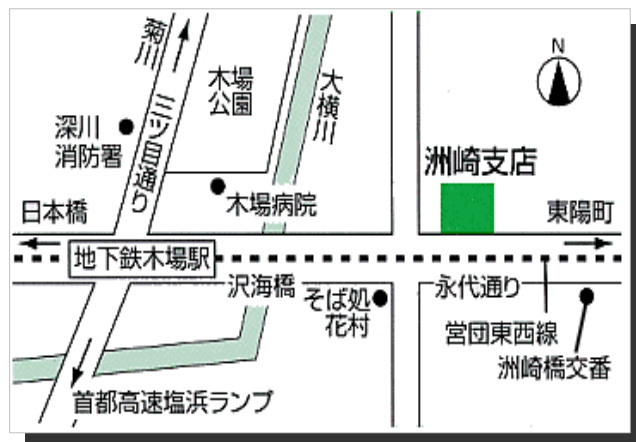 菊川
三ツ目通り
木場
公園
大横川
N
深川
消防署
洲崎支店
木場病院
日本橋
東陽町
地下鉄木場駅
沢海橋
そば処
花村
永代通り
営団東西線
洲崎橋交番
首都高速塩浜ランプ